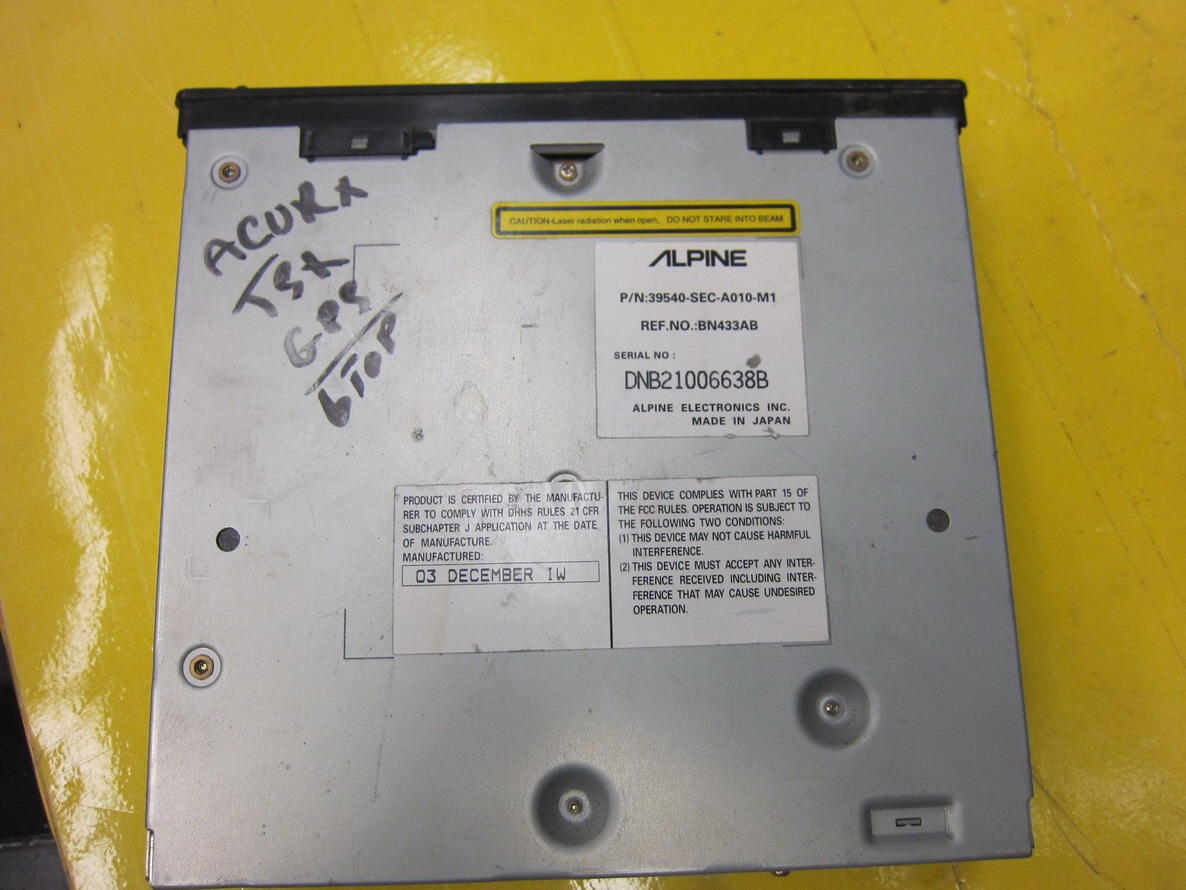 CAUTION-Laser radiation when open, DO NOT STARE INTO BEAM
ACURA
TSX
GPS
6 TOP
ALPINE
P/N:39540-SEC-A010-M1
REF.NO.:BN433AB
SERIAL NO :
DNB21006638B
ALPINE ELECTRONICS INC.
MADE IN JAPAN
PRODUCT IS CERTIFIED BY THE MANUFACTU-
RER TO COMPLY WITH DHHS RULES 21 CFR
SUBCHAPTER J APPLICATION AT THE DATE
OF MANUFACTURE.
MANUFACTURED:
03 DECEMBER IW
THIS DEVICE COMPLIES WITH PART 15 OF
THE FCC RULES. OPERATION IS SUBJECT TO
THE FOLLOWING TWO CONDITIONS:
(1) THIS DEVICE MAY NOT CAUSE HARMFUL
INTERFERENCE.
(2) THIS DEVICE MUST ACCEPT ANY INTER-
FERENCE RECEIVED INCLUDING INTER-
FERENCE THAT MAY CAUSE UNDESIRED
OPERATION.